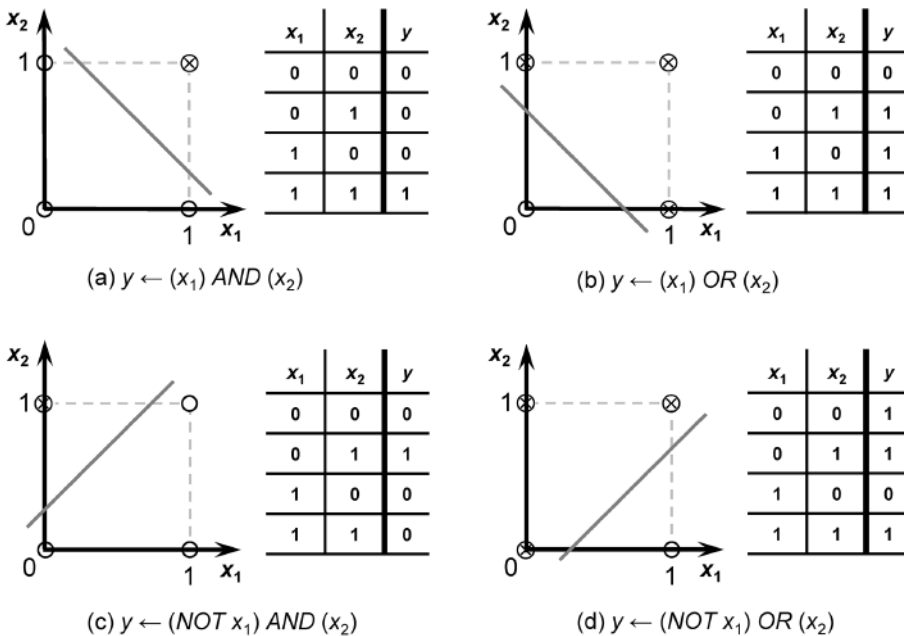 x₂
1
0
1
x₁
x₁ x₂ y
0 0 0
0 1 0
1 0 0
1 1 1
(a) y ← (x₁) AND (x₂)
x₂
1
0
1
x₁
x₁ x₂ y
0 0 0
0 1 1
1 0 1
1 1 1
(b) y ← (x₁) OR (x₂)
x₂
1
0
1
x₁
x₁ x₂ y
0 0 0
0 1 1
1 0 0
1 1 0
(c) y ← (NOT x₁) AND (x₂)
x₂
1
0
1
x₁
x₁ x₂ y
0 0 1
0 1 1
1 0 0
1 1 1
(d) y ← (NOT x₁) OR (x₂)